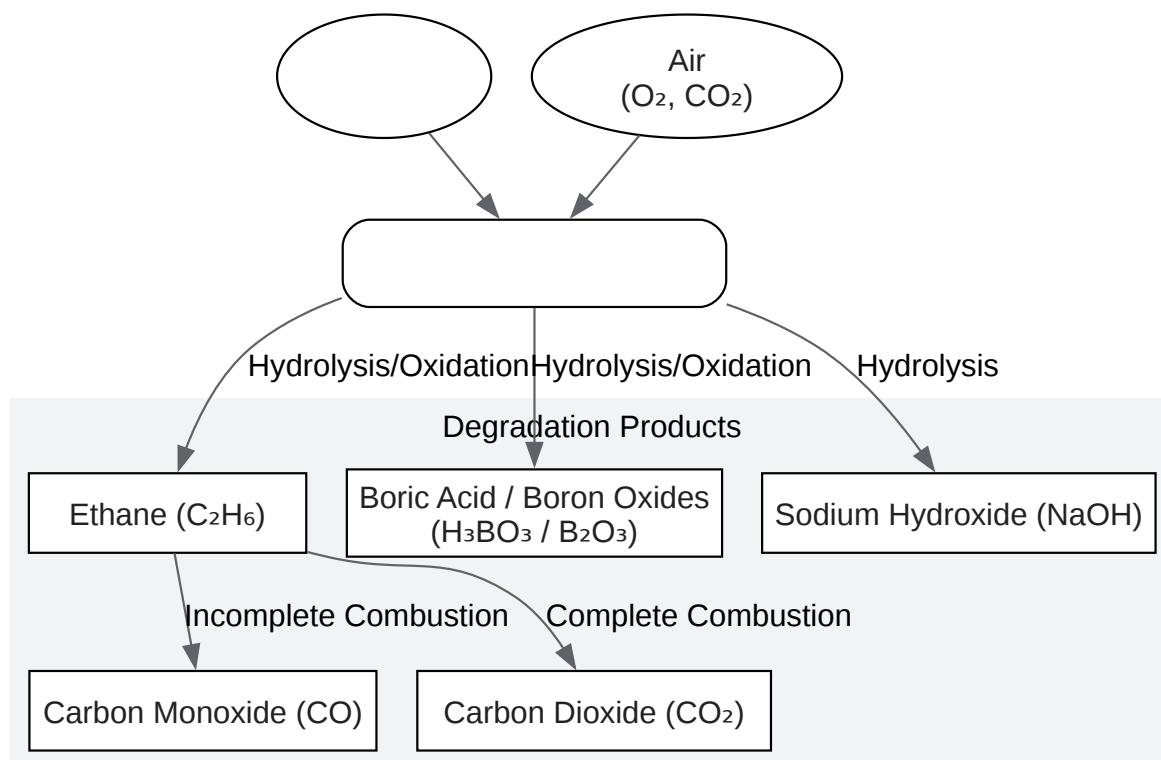 Air
(O₂, CO₂)
Hydrolysis/Oxidation
Hydrolysis/Oxidation
Hydrolysis
Degradation Products
Ethane (C₂H₆)
Boric Acid / Boron Oxides
(H₃BO₃ / B₂O₃)
Sodium Hydroxide (NaOH)
Incomplete Combustion
Complete Combustion
Carbon Monoxide (CO)
Carbon Dioxide (CO₂)